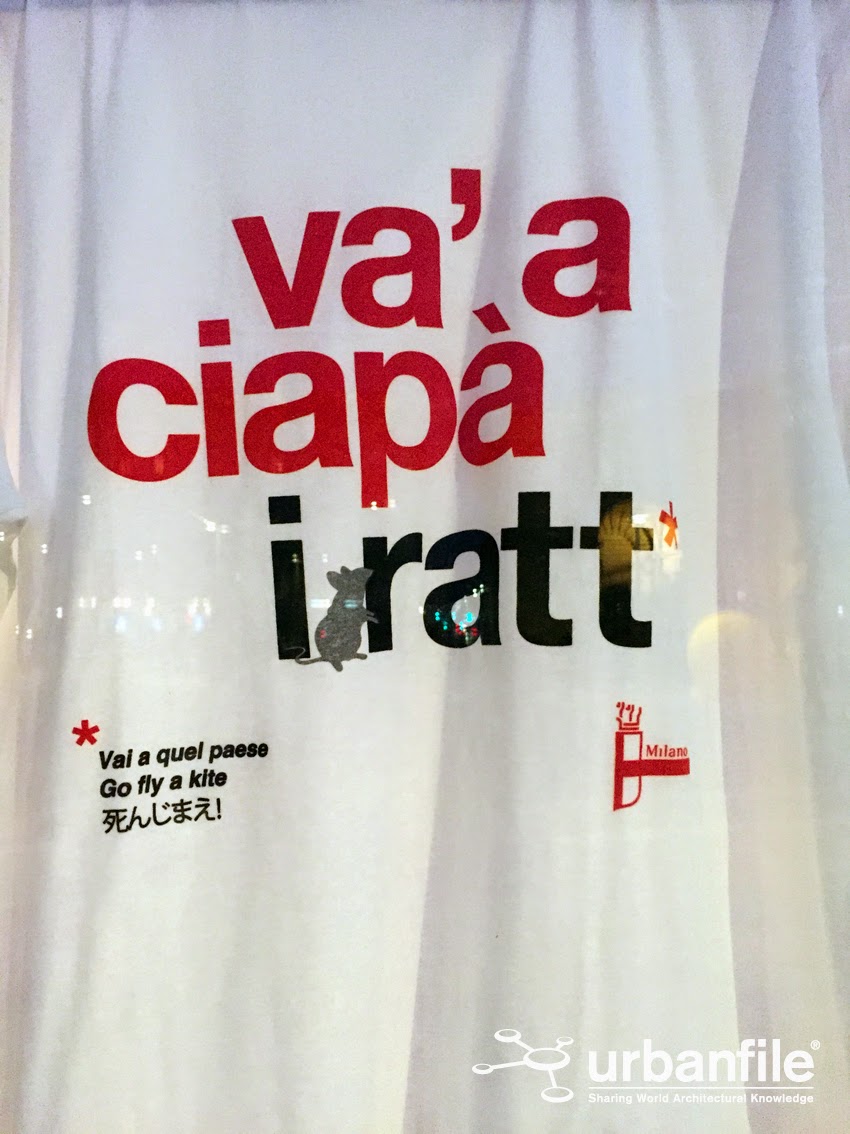 va' a
ciapà
i ratt*
* Vai a quel paese
Go fly a kite
死んじまえ!
Milano
urbanfile®
Sharing World Architectural Knowledge